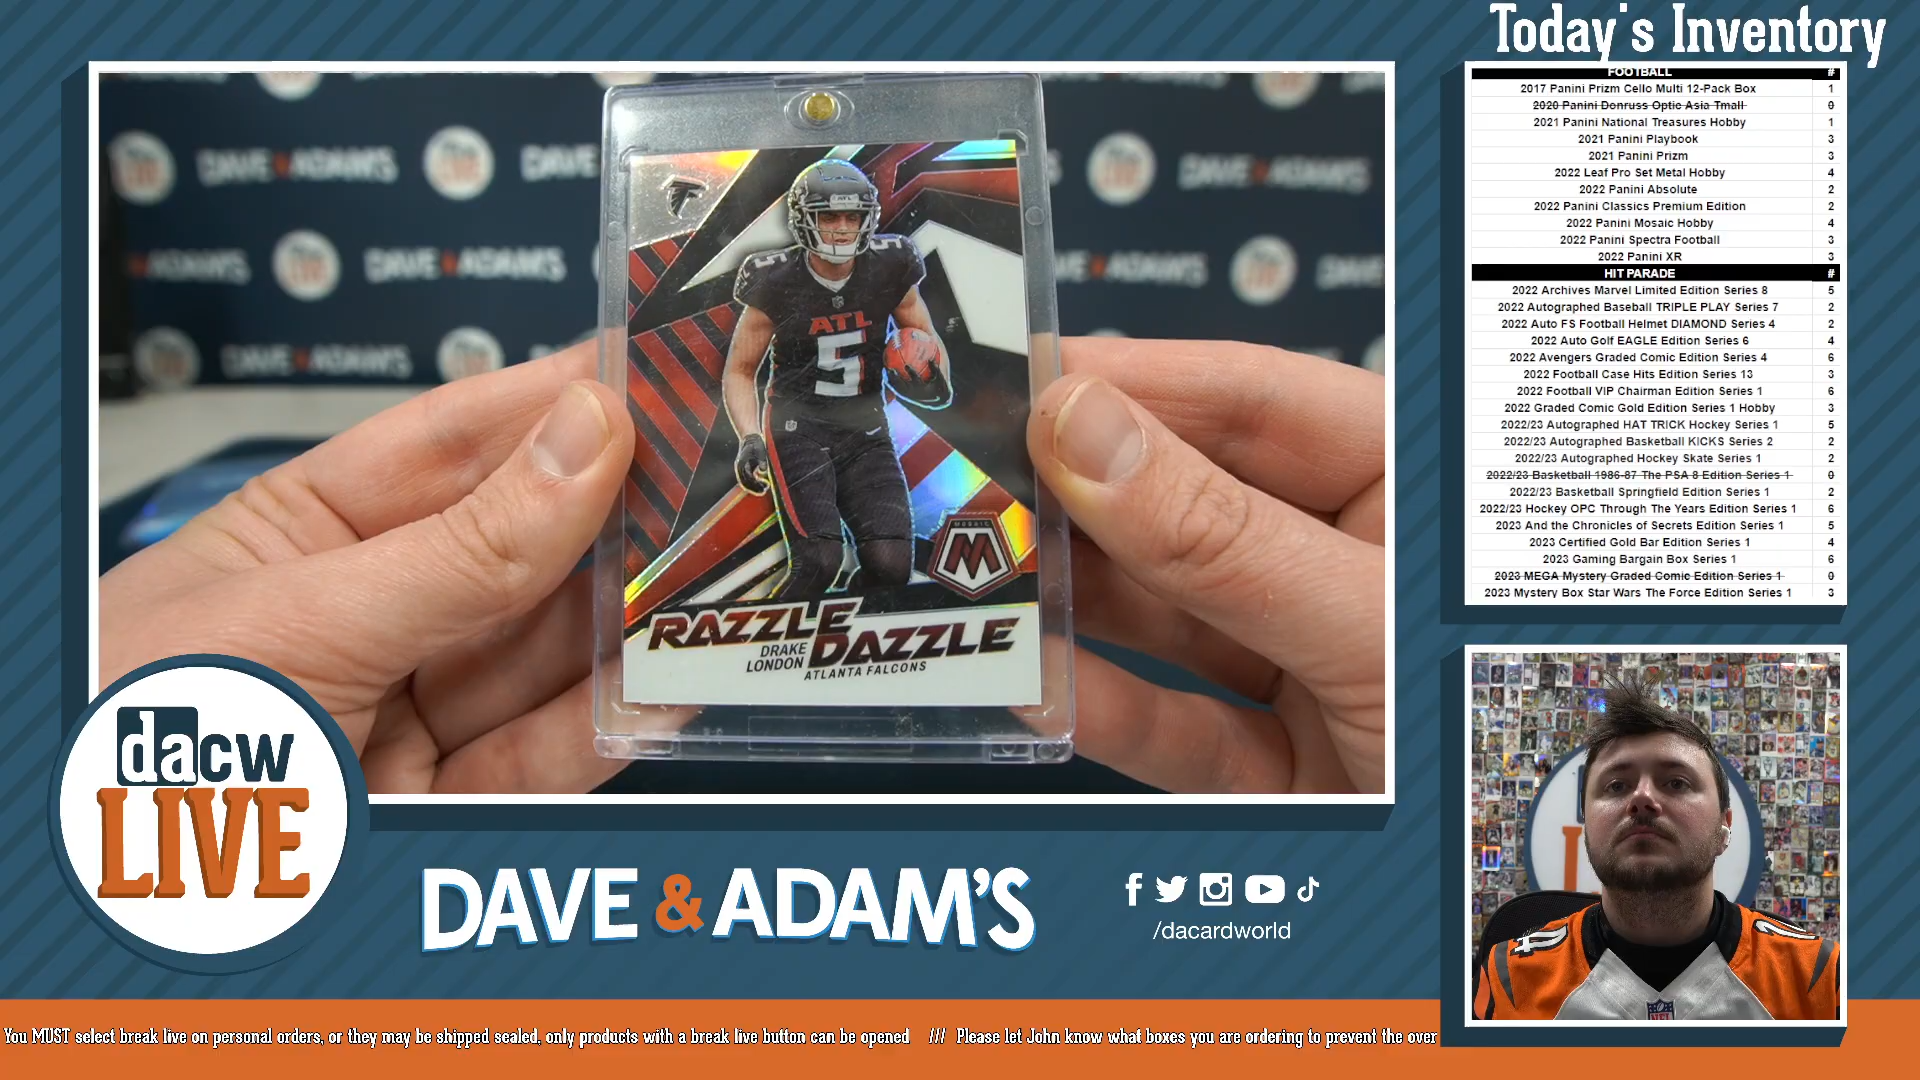 Today's Inventory
FOOTBALL #
2017 Panini Prizm Cello Multi 12-Pack Box 1
2020 Panini Donruss Optic Asia Tmall 0
2021 Panini National Treasures Hobby 1
2021 Panini Playbook 3
2021 Panini Prizm 3
2022 Leaf Pro Set Metal Hobby 4
2022 Panini Absolute 2
2022 Panini Classics Premium Edition 2
2022 Panini Mosaic Hobby 4
2022 Panini Spectra Football 3
2022 Panini XR 3
HIT PARADE #
2022 Archives Marvel Limited Edition Series 8 5
2022 Autographed Baseball TRIPLE PLAY Series 7 2
2022 Auto FS Football Helmet DIAMOND Series 4 2
2022 Auto Golf EAGLE Edition Series 6 4
2022 Avengers Graded Comic Edition Series 4 6
2022 Football Case Hits Edition Series 13 3
2022 Football VIP Chairman Edition Series 1 6
2022 Graded Comic Gold Edition Series 1 Hobby 3
2022/23 Autographed HAT TRICK Hockey Series 1 5
2022/23 Autographed Basketball KICKS Series 2 2
2022/23 Autographed Hockey Skate Series 1 2
2022/23 Basketball 1986-87 The PSA 8 Edition Series 1 0
2022/23 Basketball Springfield Edition Series 1 2
2022/23 Hockey OPC Through The Years Edition Series 1 6
2023 And the Chronicles of Secrets Edition Series 1 5
2023 Certified Gold Bar Edition Series 1 4
2023 Gaming Bargain Box Series 1 6
2023 MEGA Mystery Graded Comic Edition Series 1 0
2023 Mystery Box Star Wars The Force Edition Series 1 3
DAVE & ADAM'S
DAVE & ADAM'S
DAVE & ADAM'S
DAVE & ADAM'S
ATL
5
5
5
MOSAIC
M
RAZZLE
DAZZLE
DRAKE
LONDON
ATLANTA FALCONS
dacw
LIVE
DAVE & ADAM'S
/dacardworld
14
NFL
You MUST select break live on personal orders, or they may be shipped sealed, only products with a break live button can be opened /// Please let John know what boxes you are ordering to prevent the over